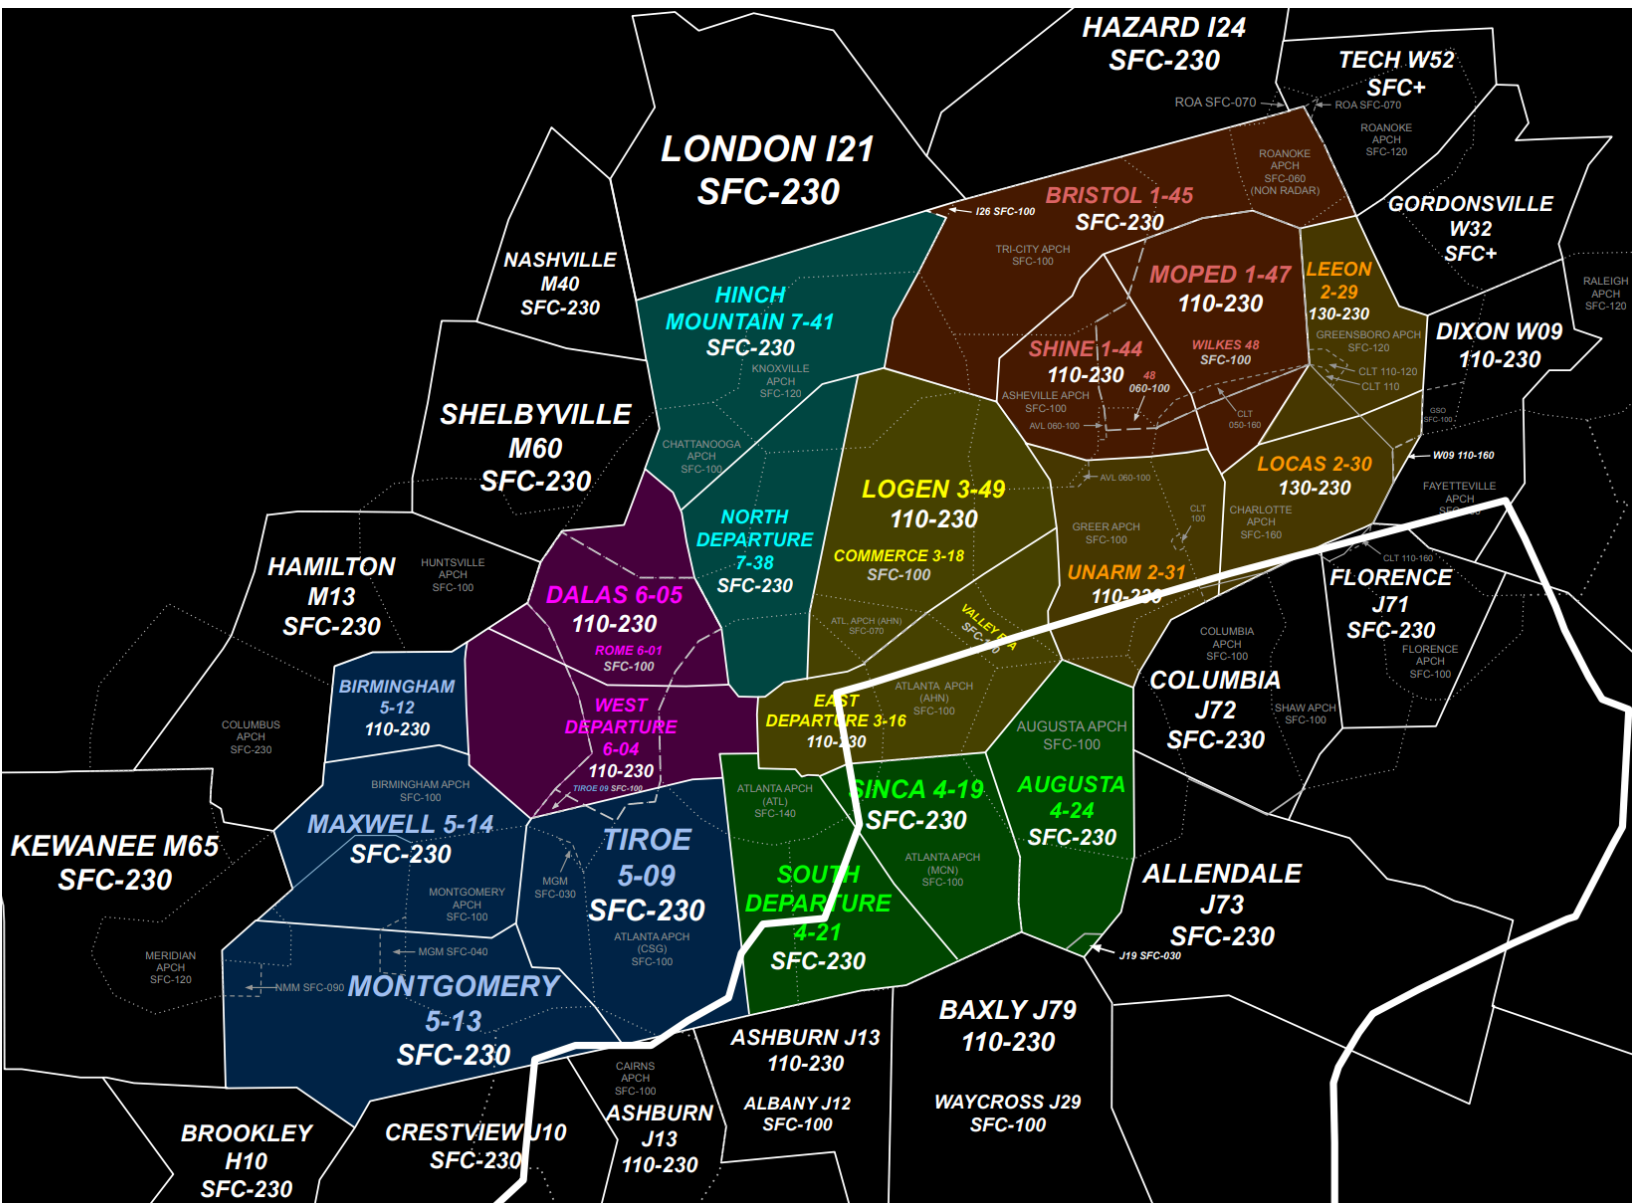 HAZARD I24
SFC-230
TECH W52
SFC+
ROA SFC-070
ROA SFC-070
ROANOKE
APCH
SFC-120
LONDON I21
SFC-230
ROANOKE
APCH
SFC-060
(NON RADAR)
BRISTOL 1-45
SFC-230
I26 SFC-100
GORDONSVILLE
W32
SFC+
NASHVILLE
M40
SFC-230
TRI-CITY APCH
SFC-100
MOPED 1-47
110-230
LEEON
2-29
130-230
RALEIGH
APCH
SFC-120
HINCH
MOUNTAIN 7-41
SFC-230
KNOXVILLE
APCH
SFC-120
SHINE 1-44
110-230
48
060-100
WILKES 48
SFC-100
GREENSBORO APCH
SFC-120
CLT 110-120
CLT 110
DIXON W09
110-230
ASHEVILLE APCH
SFC-100
AVL 060-100
CLT
050-160
GSO
SFC-100
SHELBYVILLE
M60
SFC-230
CHATTANOOGA
APCH
SFC-100
LOGEN 3-49
110-230
COMMERCE 3-18
SFC-100
AVL 060-100
LOCAS 2-30
130-230
W09 110-160
FAYETTEVILLE
APCH
NORTH
DEPARTURE
7-38
SFC-230
GREER APCH
SFC-100
CLT
100
CHARLOTTE
APCH
SFC-160
HAMILTON
M13
SFC-230
HUNTSVILLE
APCH
SFC-100
UNARM 2-31
110-230
CLT 110-160
FLORENCE
J71
SFC-230
DALAS 6-05
110-230
ROME 6-01
SFC-100
ATL, APCH (AHN)
SFC-070
VALLEY
COLUMBIA
APCH
SFC-100
FLORENCE
APCH
SFC-100
BIRMINGHAM
5-12
110-230
WEST
DEPARTURE
6-04
110-230
TIROE 09 SFC-100
EAST
DEPARTURE 3-16
110-230
ATLANTA APCH
(AHN)
SFC-100
COLUMBIA
J72
SFC-230
SHAW APCH
SFC-100
COLUMBUS
APCH
SFC-230
AUGUSTA APCH
SFC-100
BIRMINGHAM APCH
SFC-100
MAXWELL 5-14
SFC-230
ATLANTA APCH
(ATL)
SFC-140
SINCA 4-19
SFC-230
AUGUSTA
4-24
SFC-230
KEWANEE M65
SFC-230
TIROE
5-09
SFC-230
MGM
SFC-030
ATLANTA APCH
(MCN)
SFC-100
ALLENDALE
J73
SFC-230
MONTGOMERY
APCH
SFC-100
SOUTH
DEPARTURE
4-21
SFC-230
ATLANTA APCH
(CSG)
SFC-100
MERIDIAN
APCH
SFC-120
MGM SFC-040
J19 SFC-030
NMM SFC-090
MONTGOMERY
5-13
SFC-230
ASHBURN J13
110-230
BAXLY J79
110-230
CAIRNS
APCH
SFC-100
ALBANY J12
SFC-100
WAYCROSS J29
SFC-100
ASHBURN
J13
110-230
BROOKLEY
H10
SFC-230
CRESTVIEW J10
SFC-230